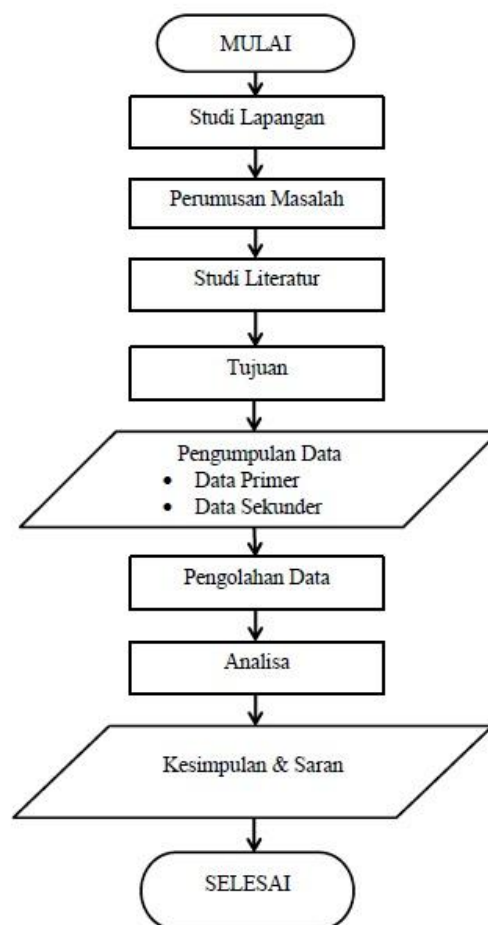 MULAI
Studi Lapangan
Perumusan Masalah
Studi Literatur
Tujuan
Pengumpulan Data
• Data Primer
• Data Sekunder
Pengolahan Data
Analisa
Kesimpulan & Saran
SELESAI